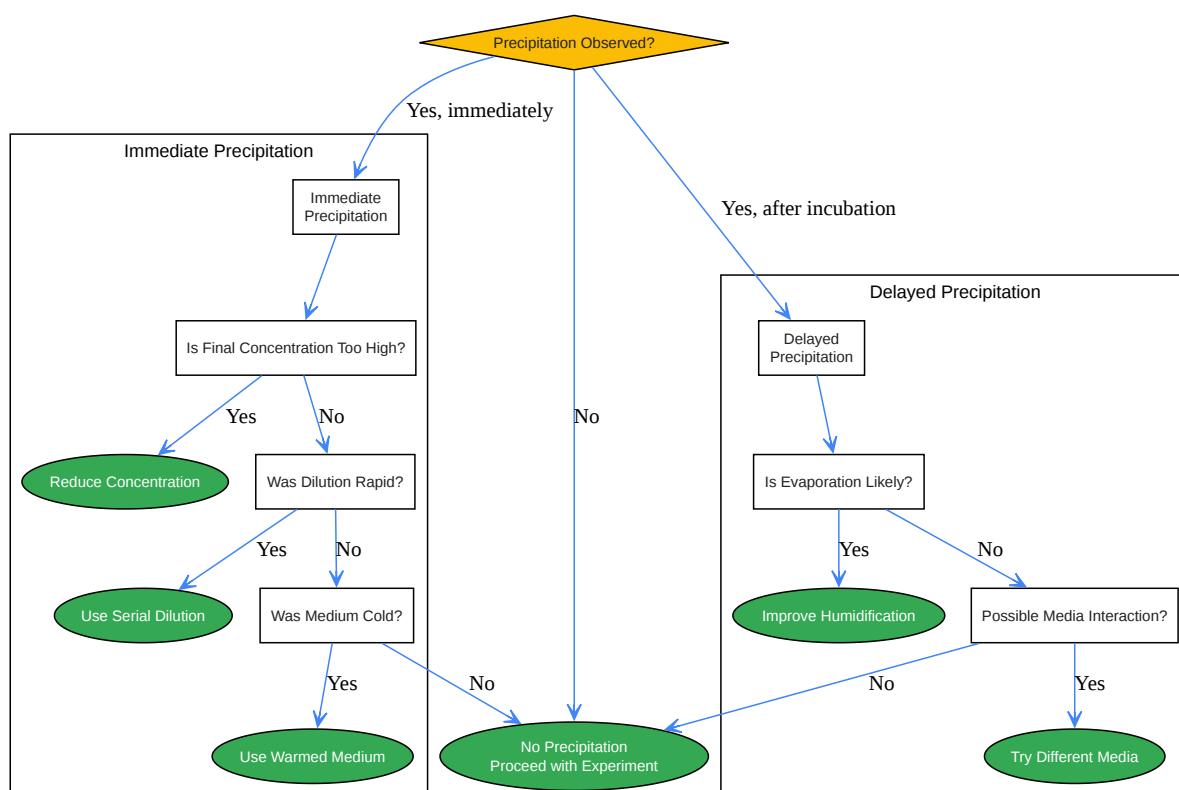 Precipitation Observed?
Yes, immediately
Immediate Precipitation
Immediate
Precipitation
Yes, after incubation
Delayed Precipitation
Is Final Concentration Too High?
Delayed
Precipitation
Yes
No
No
Reduce Concentration
Was Dilution Rapid?
Is Evaporation Likely?
Yes
No
Yes
No
Use Serial Dilution
Was Medium Cold?
Improve Humidification
Possible Media Interaction?
Yes
No
No
Yes
Use Warmed Medium
No Precipitation
Proceed with Experiment
Try Different Media